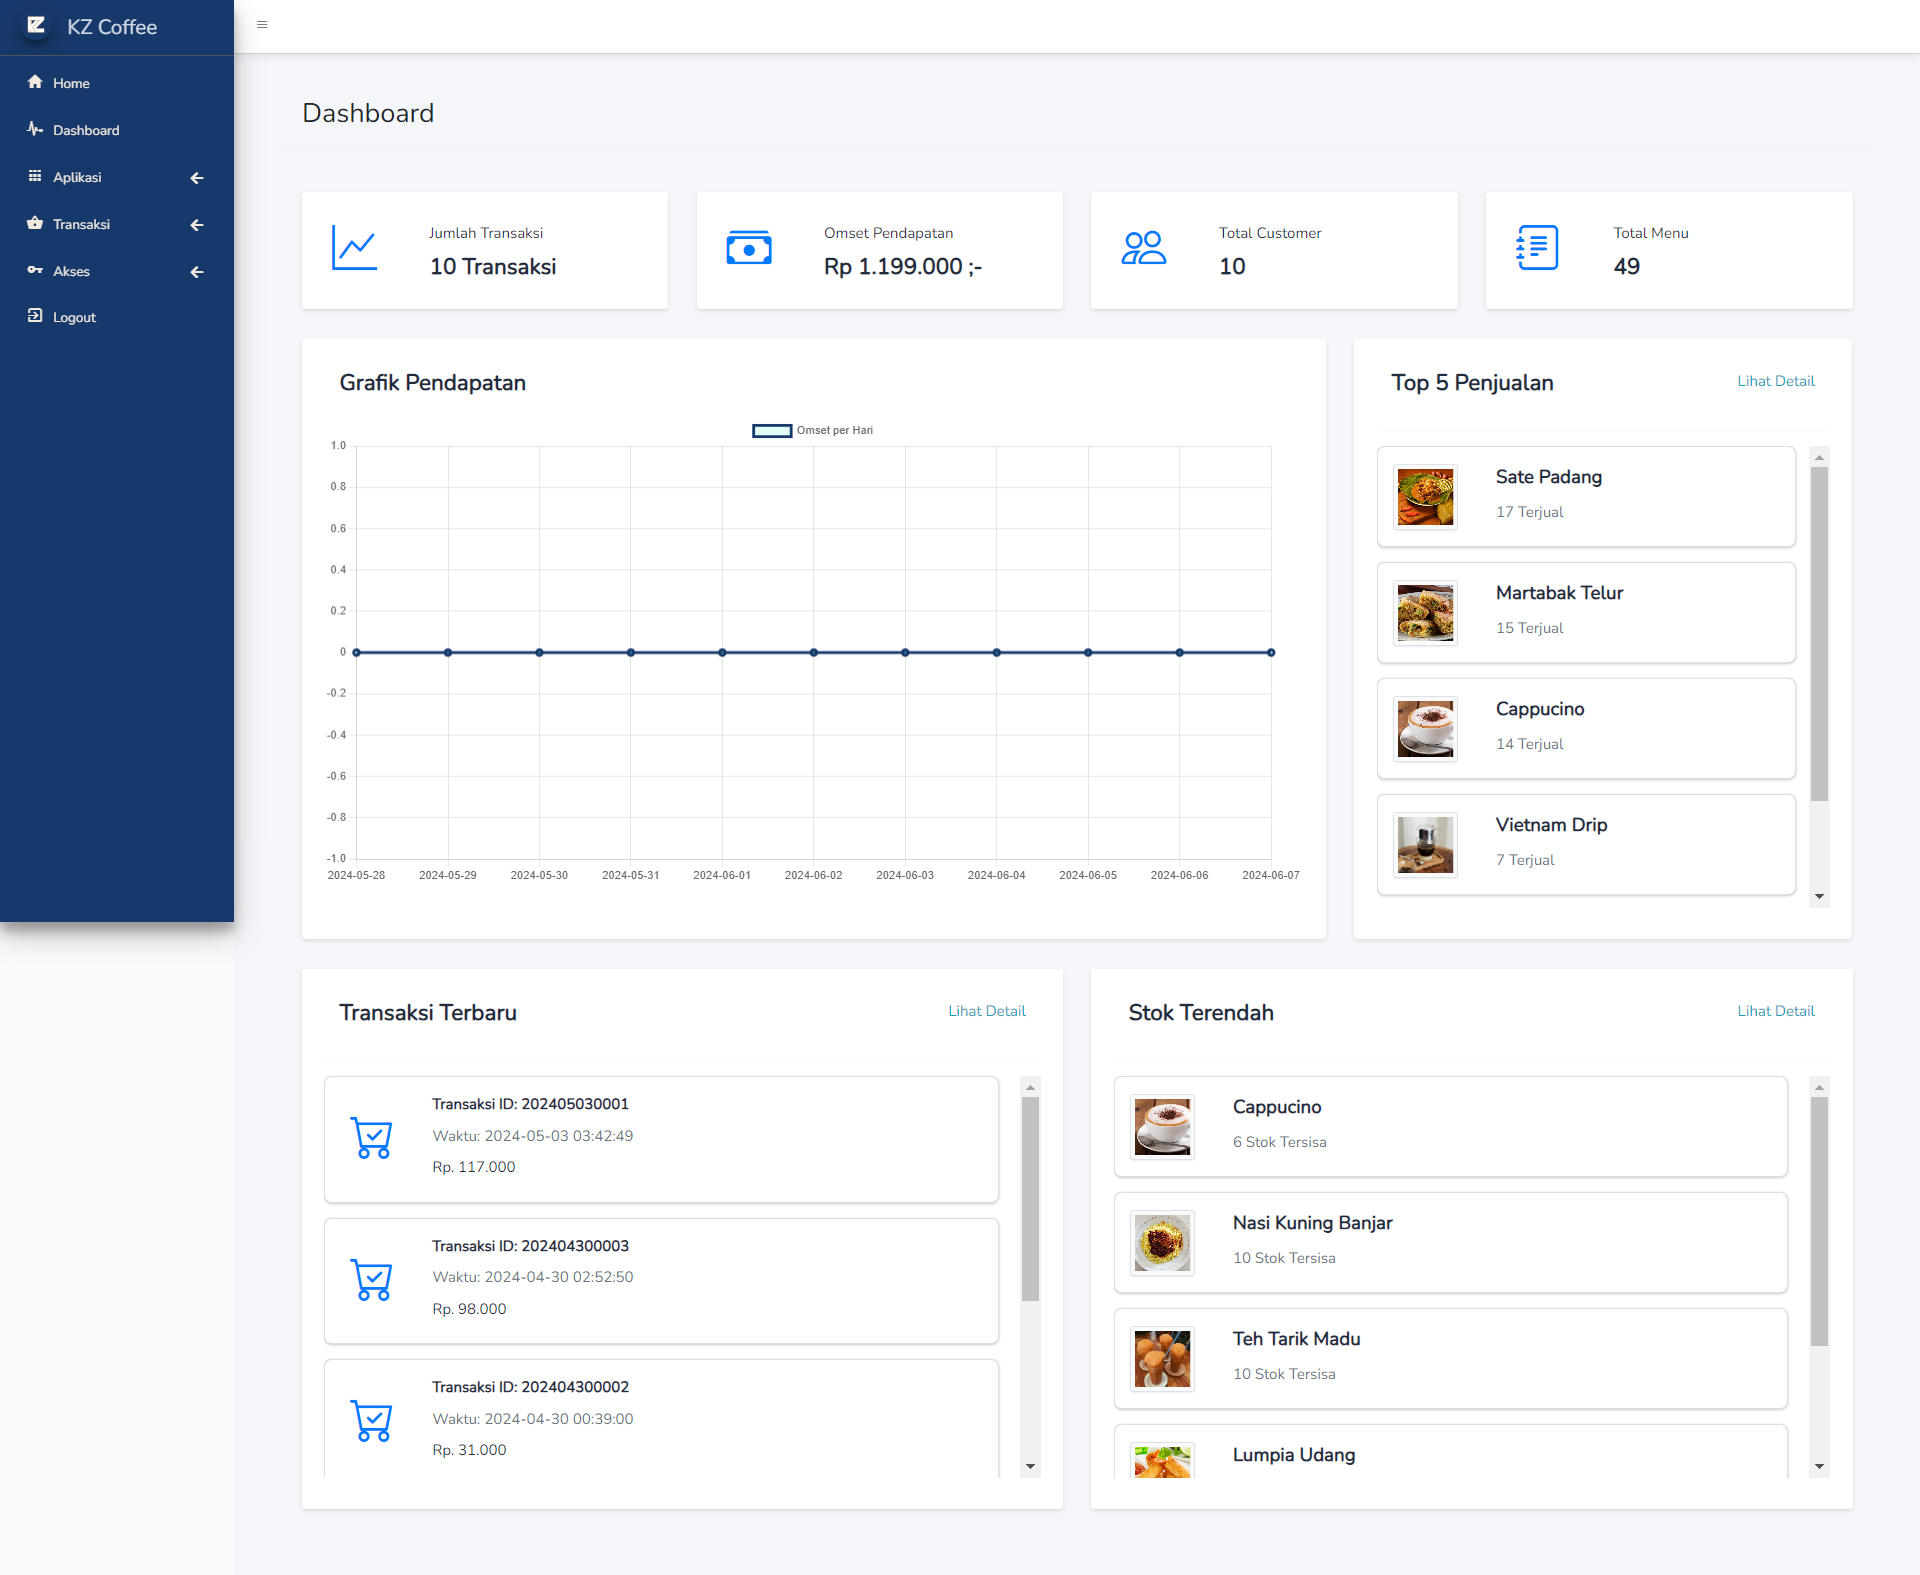 KZ Coffee
Home
Dashboard
Aplikasi
Transaksi
Akses
Logout
Dashboard
Jumlah Transaksi
10 Transaksi
Omset Pendapatan
Rp 1.199.000 ;-
Total Customer
10
Total Menu
49
Grafik Pendapatan
Omset per Hari
1.0
0.8
0.6
0.4
0.2
0
-0.2
-0.4
-0.6
-0.8
-1.0
2024-05-28 2024-05-29 2024-05-30 2024-05-31 2024-06-01 2024-06-02 2024-06-03 2024-06-04 2024-06-05 2024-06-06 2024-06-07
Top 5 Penjualan
Lihat Detail
Sate Padang
17 Terjual
Martabak Telur
15 Terjual
Cappucino
14 Terjual
Vietnam Drip
7 Terjual
Transaksi Terbaru
Lihat Detail
Transaksi ID: 202405030001
Waktu: 2024-05-03 03:42:49
Rp. 117.000
Transaksi ID: 202404300003
Waktu: 2024-04-30 02:52:50
Rp. 98.000
Transaksi ID: 202404300002
Waktu: 2024-04-30 00:39:00
Rp. 31.000
Stok Terendah
Lihat Detail
Cappucino
6 Stok Tersisa
Nasi Kuning Banjar
10 Stok Tersisa
Teh Tarik Madu
10 Stok Tersisa
Lumpia Udang